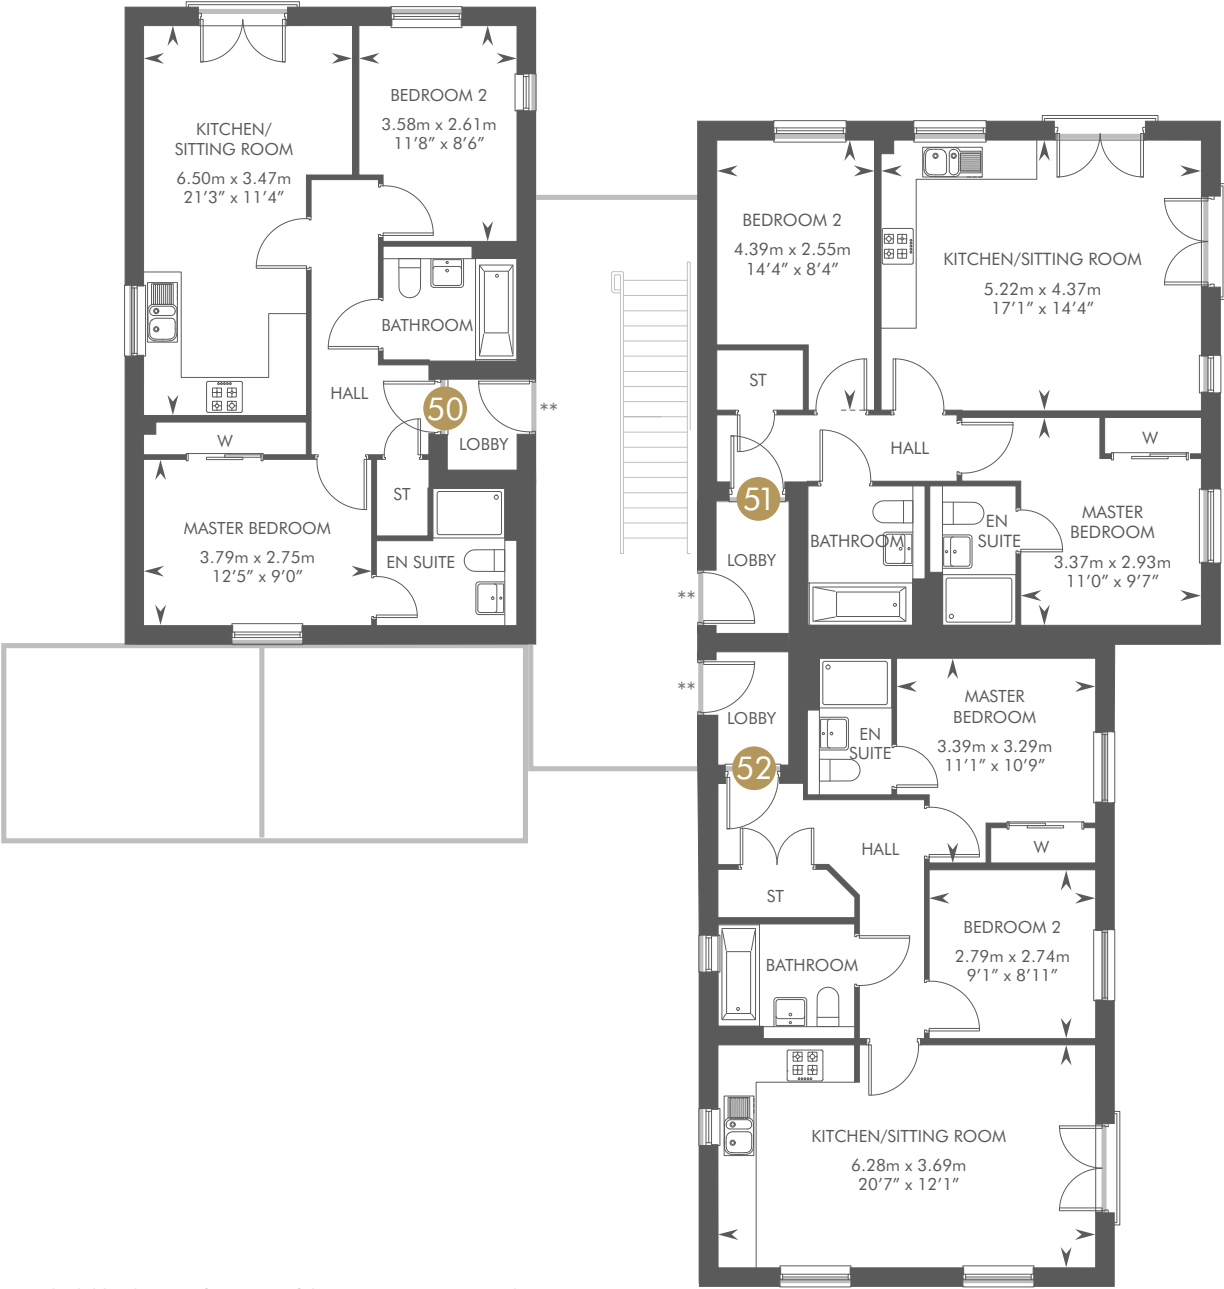 KITCHEN/
SITTING ROOM
6.50m x 3.47m
21'3" x 11'4"
BEDROOM 2
3.58m x 2.61m
11'8" x 8'6"
BATHROOM
HALL
50
**
LOBBY
W
ST
MASTER BEDROOM
3.79m x 2.75m
12'5" x 9'0"
EN SUITE
BEDROOM 2
4.39m x 2.55m
14'4" x 8'4"
KITCHEN/SITTING ROOM
5.22m x 4.37m
17'1" x 14'4"
ST
HALL
W
51
BATHROOM
EN
SUITE
MASTER
BEDROOM
3.37m x 2.93m
11'0" x 9'7"
LOBBY
**
**
LOBBY
52
EN
SUITE
MASTER
BEDROOM
3.39m x 3.29m
11'1" x 10'9"
W
HALL
ST
BEDROOM 2
2.79m x 2.74m
9'1" x 8'11"
BATHROOM
KITCHEN/SITTING ROOM
6.28m x 3.69m
20'7" x 12'1"